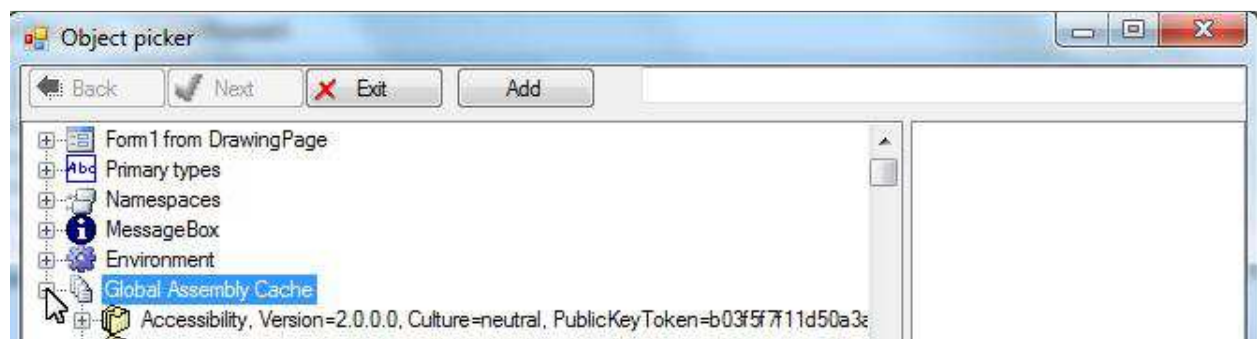 Object picker
Back Next Exit Add
Form1 from DrawingPage
Abc Primary types
Namespaces
MessageBox
Environment
Global Assembly Cache
Accessibility, Version=2.0.0.0, Culture=neutral, PublicKeyToken=b03f5f7f11d50a3a